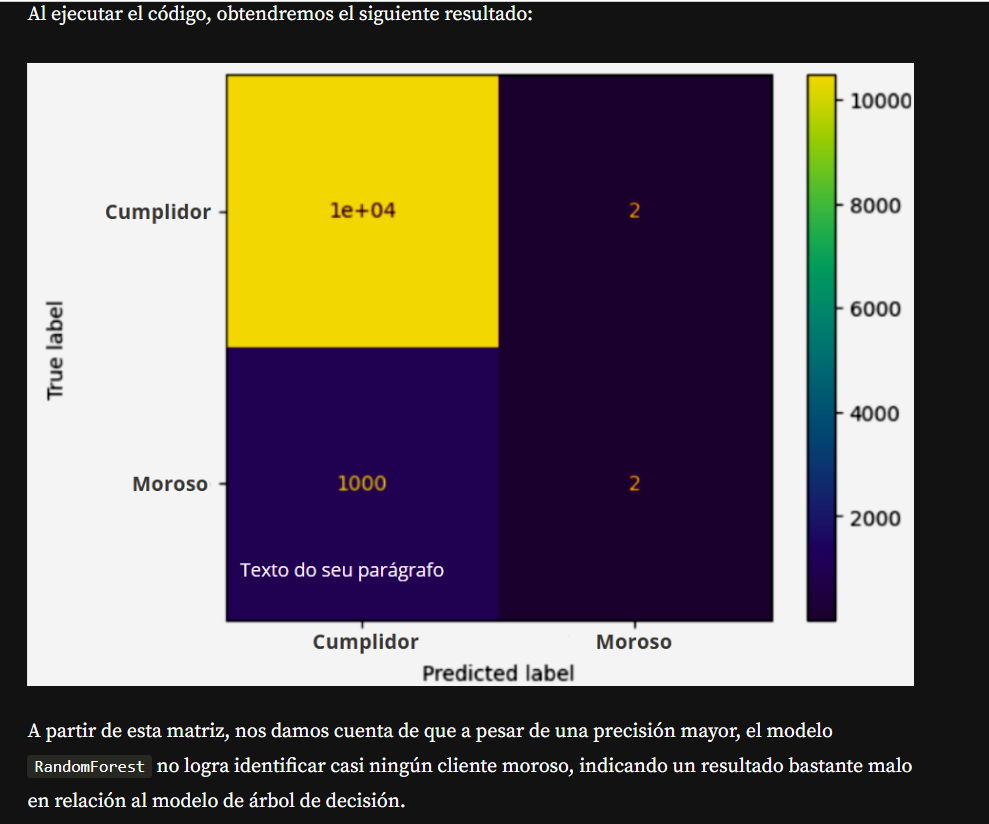 Al ejecutar el código, obtendremos el siguiente resultado:
10000
Cumplidor
1e+04
2
8000
6000
True label
4000
Moroso
1000
2
2000
Texto do seu parágrafo
Cumplidor
Moroso
Predicted label
A partir de esta matriz, nos damos cuenta de que a pesar de una precisión mayor, el modelo
RandomForest no logra identificar casi ningún cliente moroso, indicando un resultado bastante malo
en relación al modelo de árbol de decisión.